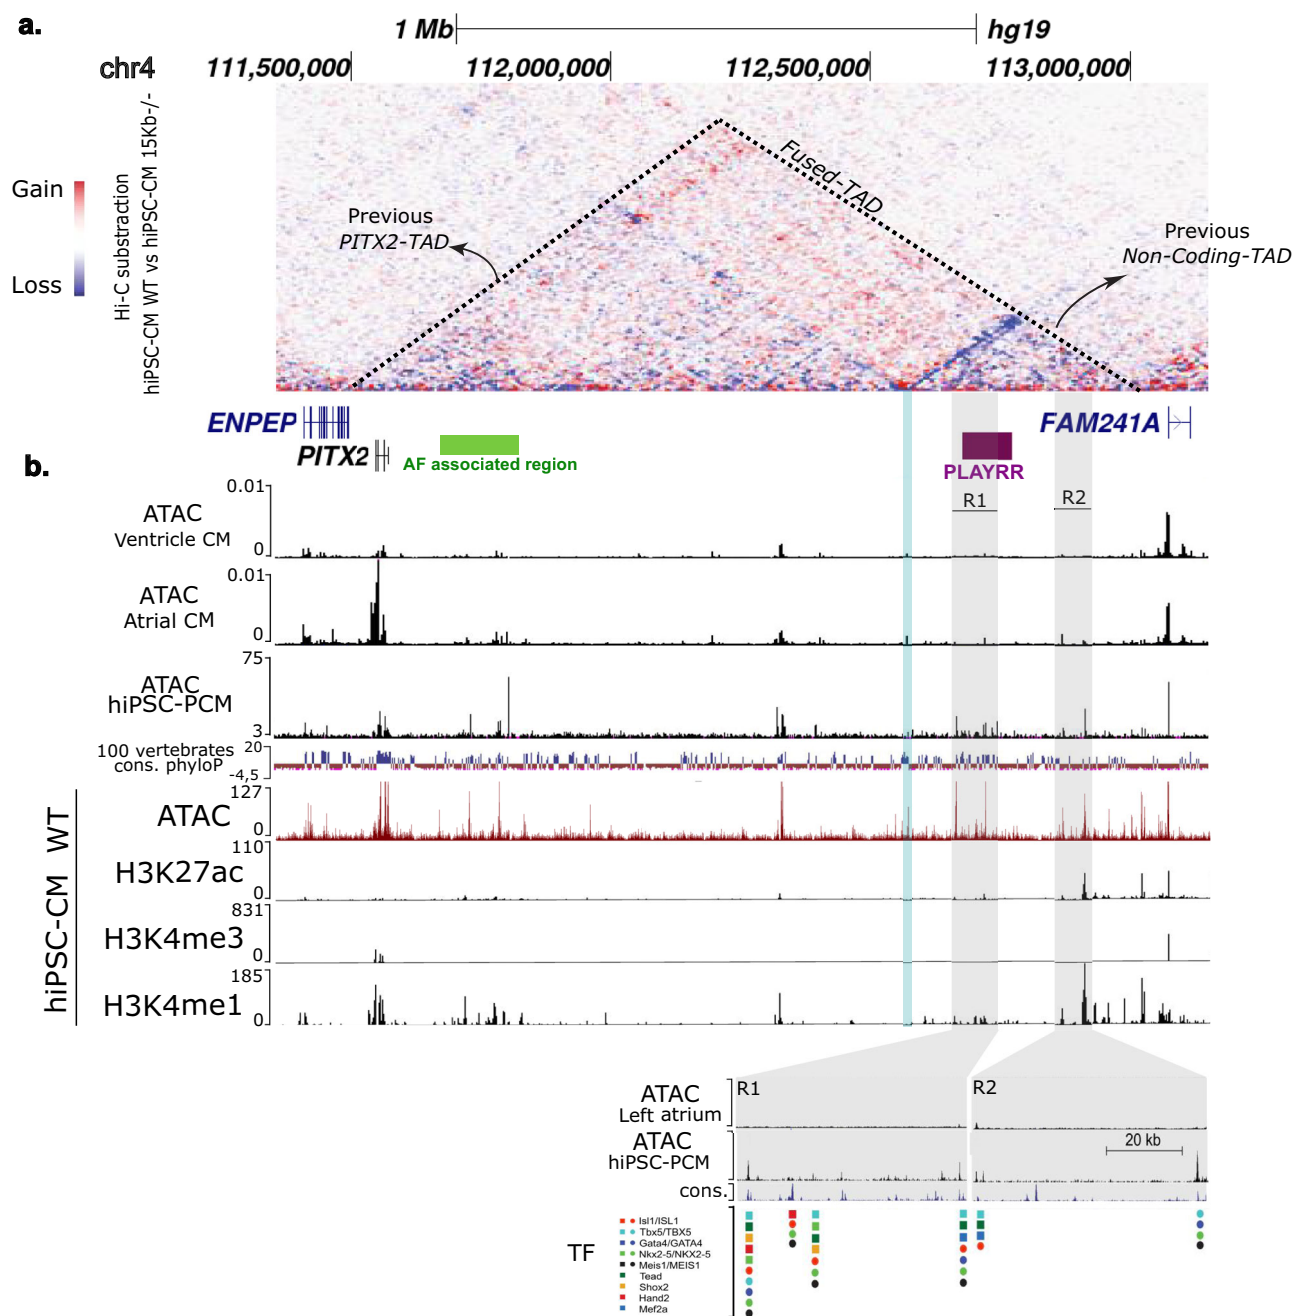 a.
1 Mb
hg19
chr4
111,500,000
112,000,000
112,500,000
113,000,000
Hi-C substraction
hiPSC-CM WT vs hiPSC-CM 15Kb-/-
Gain
Loss
Previous
PITX2-TAD
Fused-TAD
Previous
Non-Coding-TAD
ENPEP
PITX2
AF associated region
PLAYRR
FAM241A
b.
R1
R2
0.01
ATAC
Ventricle CM
0
0.01
ATAC
Atrial CM
0
75
ATAC
hiPSC-PCM
3
100 vertebrates
cons. phyloP
20
-4,5
hiPSC-CM WT
127
ATAC
0
110
H3K27ac
0
831
H3K4me3
0
185
H3K4me1
0
ATAC
Left atrium
R1
R2
ATAC
hiPSC-PCM
20 kb
cons.
TF
Isl1/ISL1
Tbx5/TBX5
Gata4/GATA4
Nkx2-5/NKX2-5
Meis1/MEIS1
Tead
Shox2
Hand2
Mef2a